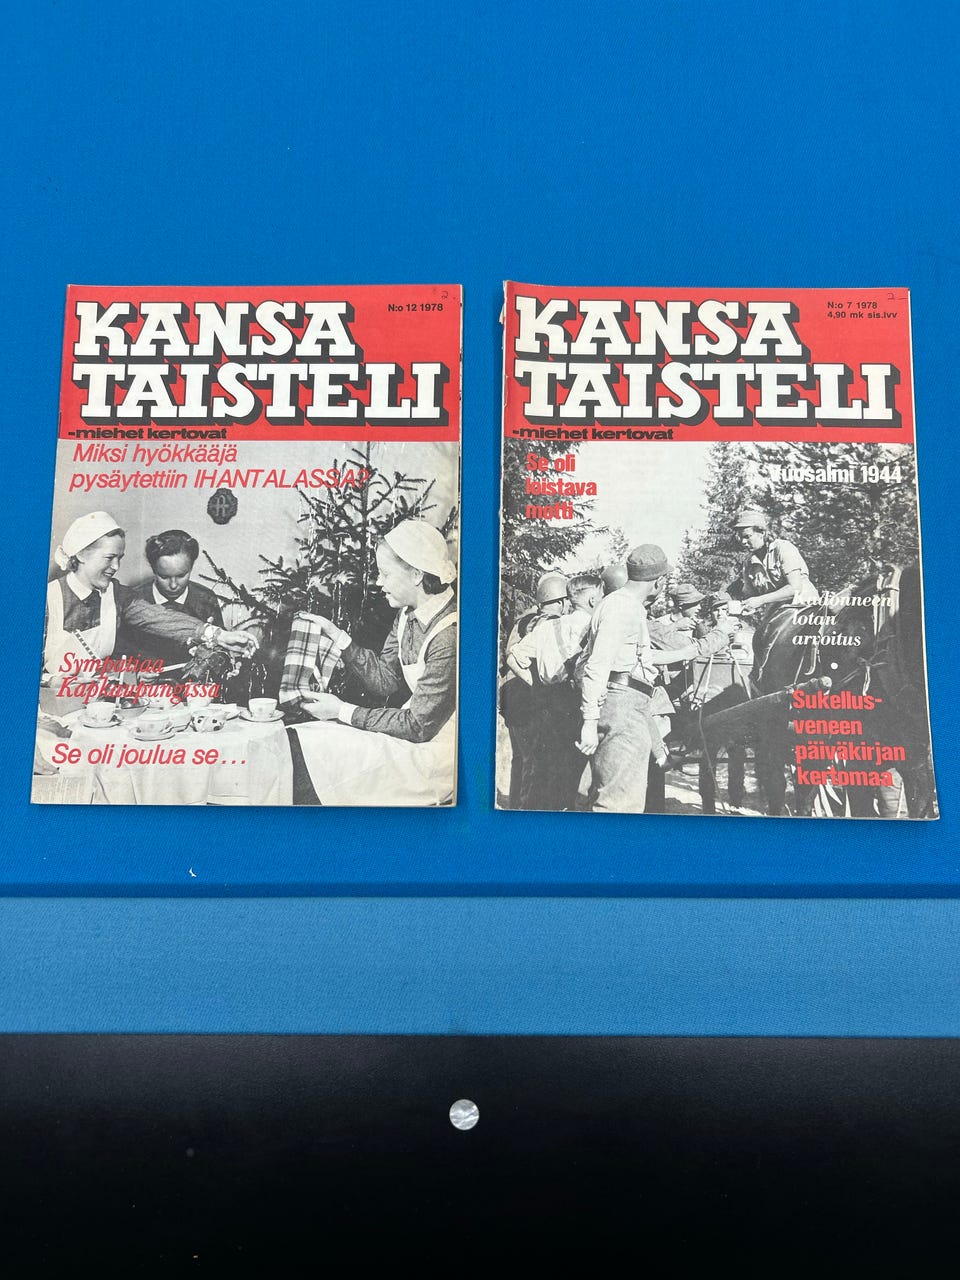 2.
N:o 12 1978
KANSA
TAISTELI
-miehet kertovat
Miksi hyökkääjä
pysäytettiin IHANTALASSA?
Sympatiaa
Kapkaupungissa
Se oli joulua se...
2
N:o 7 1978
4,90 mk sis.lvv
KANSA
TAISTELI
-miehet kertovat
Se oli
loistava
motti
Vuosalmi 1944
Kadonneen
lotan
arvoitus
Sukellus-
veneen
päiväkirjan
kertomaa